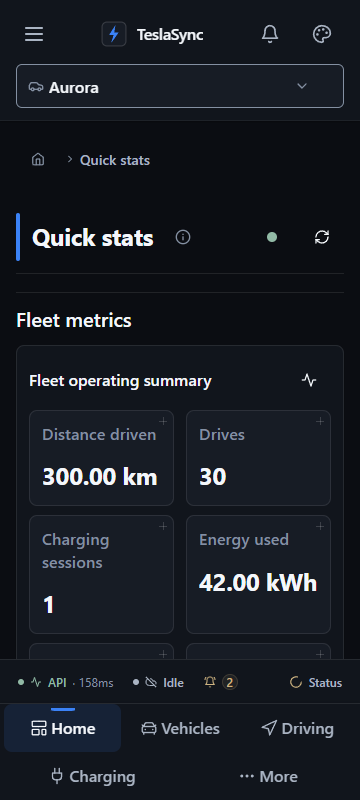 TeslaSync
Aurora
Quick stats
Quick stats
Fleet metrics
Fleet operating summary
Distance driven
300.00 km
Drives
30
Charging
sessions
1
Energy used
42.00 kWh
API · 158ms
Idle
2
Status
Home
Vehicles
Driving
Charging
More